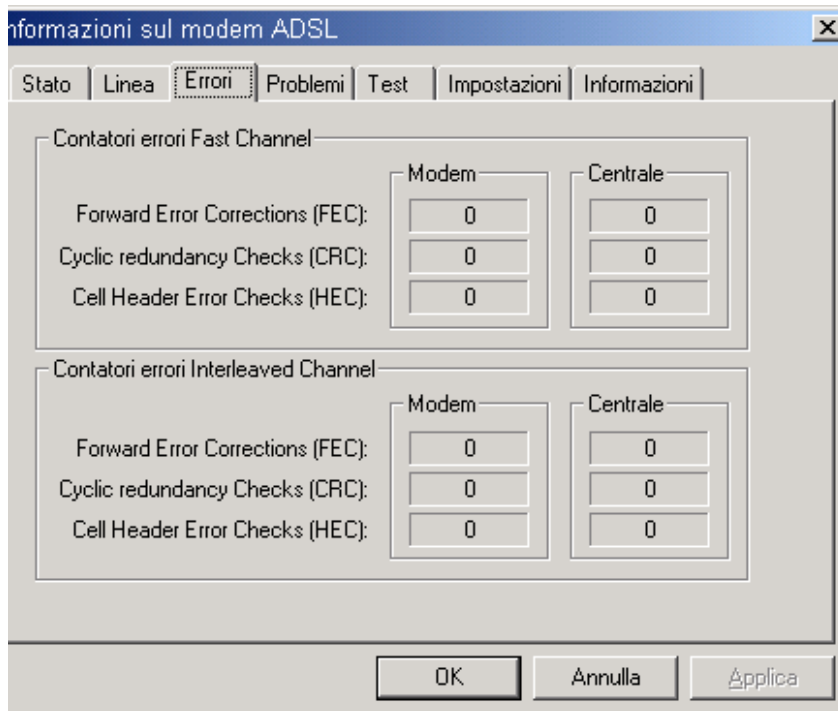 nformazioni sul modem ADSL
Stato Linea Errori Problemi Test Impostazioni Informazioni
Contatori errori Fast Channel
Modem Centrale
Forward Error Corrections (FEC): 0 0
Cyclic redundancy Checks (CRC): 0 0
Cell Header Error Checks (HEC): 0 0
Contatori errori Interleaved Channel
Modem Centrale
Forward Error Corrections (FEC): 0 0
Cyclic redundancy Checks (CRC): 0 0
Cell Header Error Checks (HEC): 0 0
OK Annulla Applica